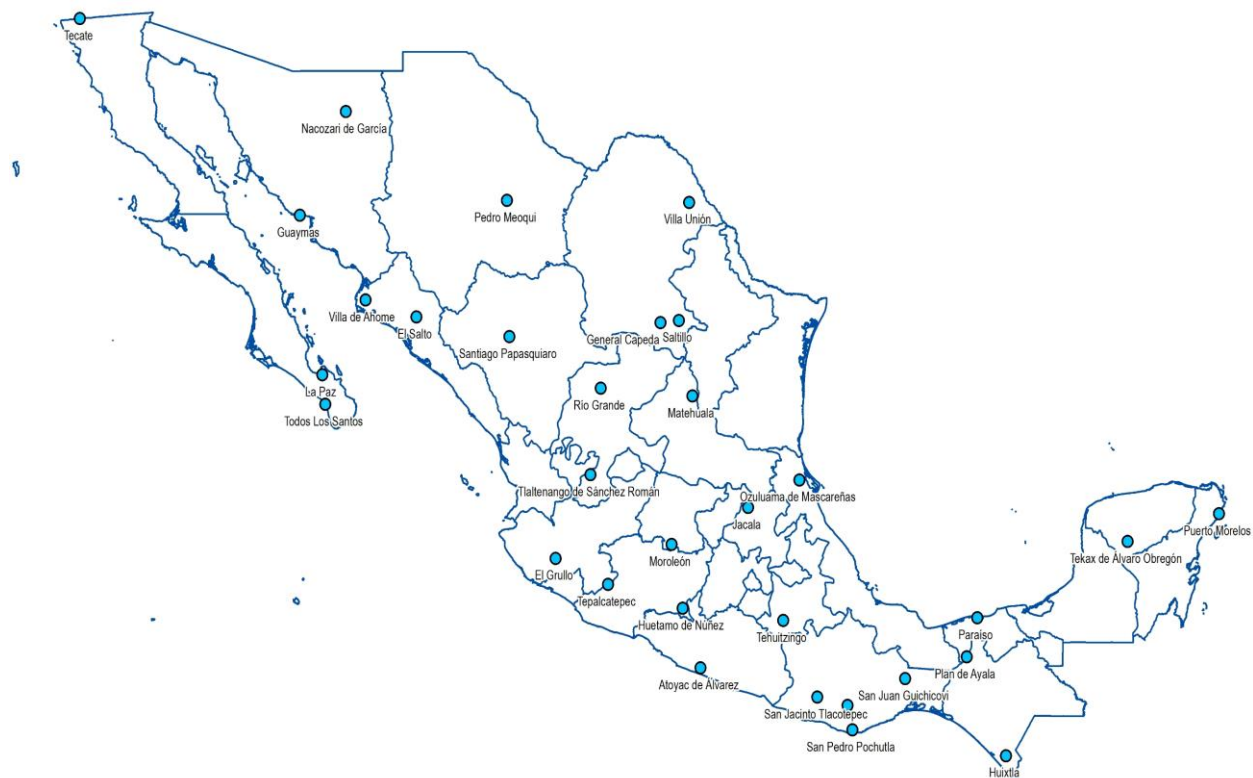 Tecate
Nacozari de García
Pedro Meoqui
Villa Unión
Guaymas
Villa de Ahome
El Salto
Santiago Papasquiaro
General Capeda
Saltillo
La Paz
Todos Los Santos
Rio Grande
Matehuala
Tlaltenango de Sánchez Román
Ozuluama de Mascareñas
Jacala
Puerto Morelos
Tekax de Álvaro Obregón
Moroleón
El Grullo
Tepalcatepec
Huetamo de Núñez
Tehuitzingo
Paraiso
Plan de Ayala
Atoyac de Álvarez
San Juan Guichicovi
San Jacinto Tlacotepec
San Pedro Pochutla
Huixtla